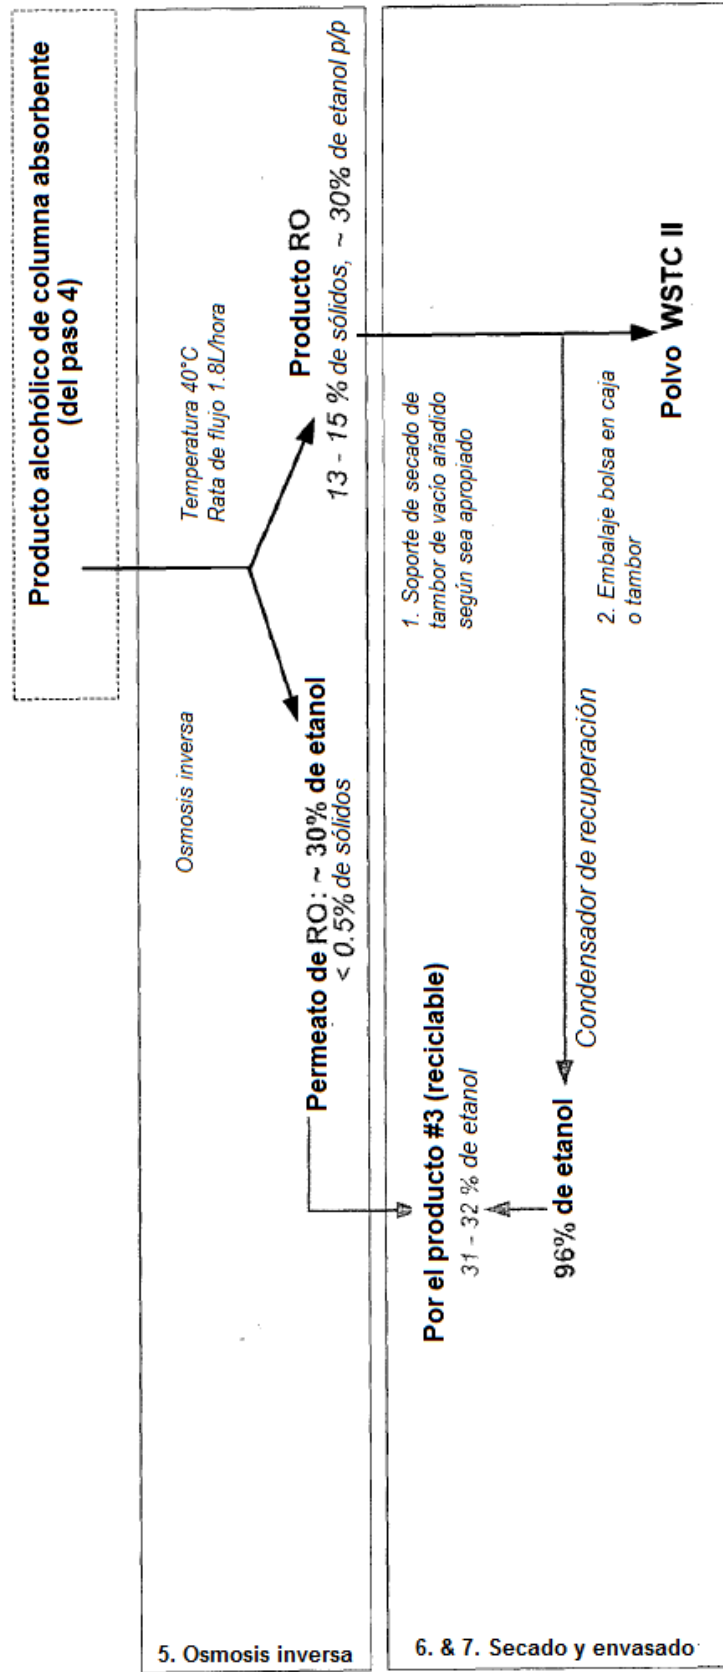 Producto alcohólico de columna absorbente
(del paso 4)
Osmosis inversa
Temperatura 40°C
Rata de flujo 1.8L/hora
Permeato de RO: ~ 30% de etanol
< 0.5% de sólidos
Producto RO
13 - 15 % de sólidos, ~ 30% de etanol p/p
5. Osmosis inversa
Por el producto #3 (reciclable)
31 - 32 % de etanol
1. Soporte de secado de
tambor de vacío añadido
según sea apropiado
96% de etanol
Condensador de recuperación
2. Embalaje bolsa en caja
o tambor
Polvo WSTC II
6. & 7. Secado y envasado